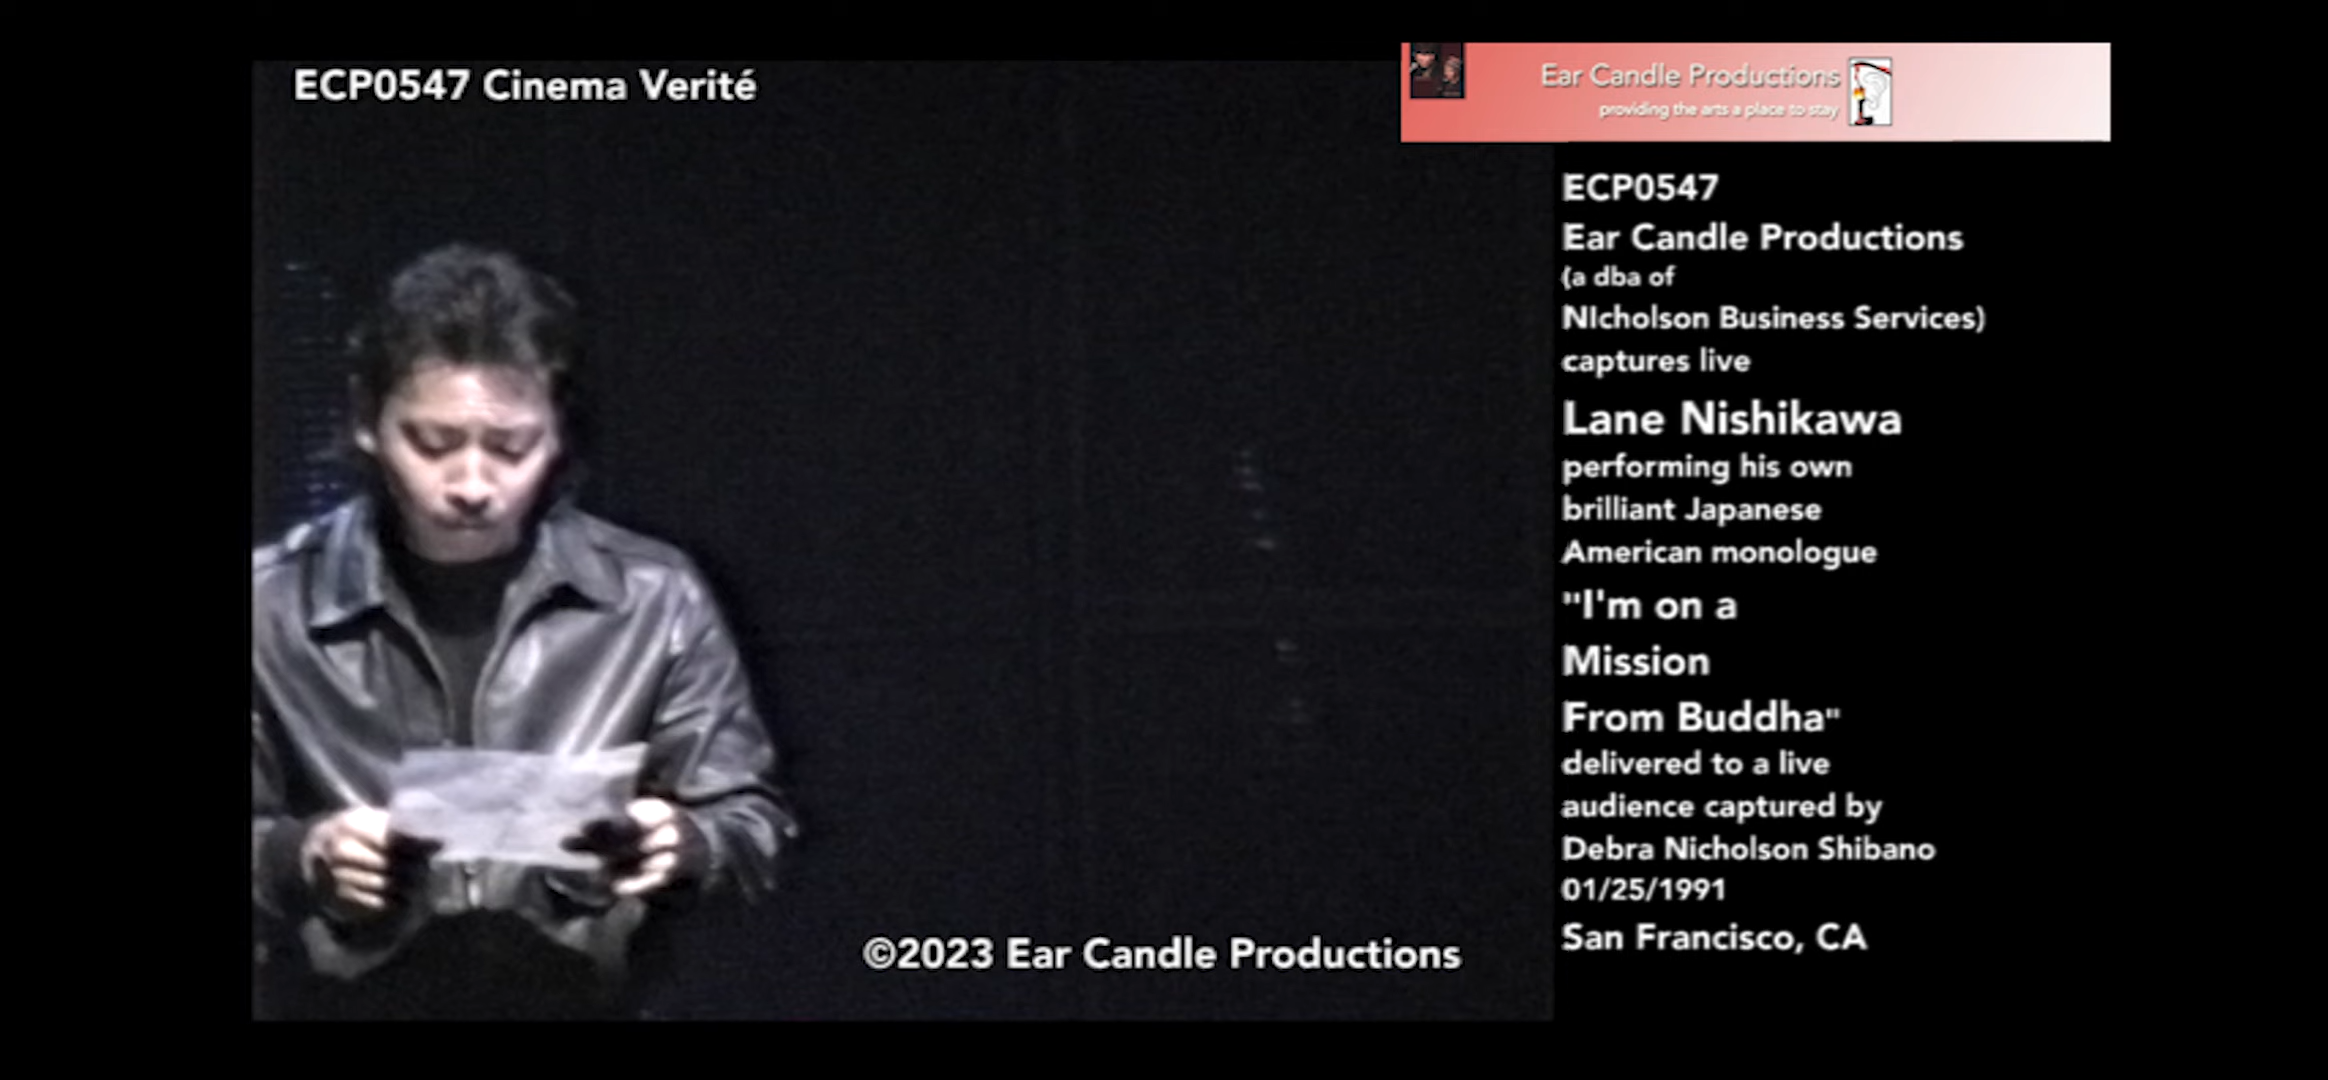 ECP0547 Cinema Verité
Ear Candle Productions
providing the arts a place to stay
ECP0547
Ear Candle Productions
(a dba of
NIcholson Business Services)
captures live
Lane Nishikawa
performing his own
brilliant Japanese
American monologue
"I'm on a
Mission
From Buddha"
delivered to a live
audience captured by
Debra Nicholson Shibano
01/25/1991
San Francisco, CA
©2023 Ear Candle Productions